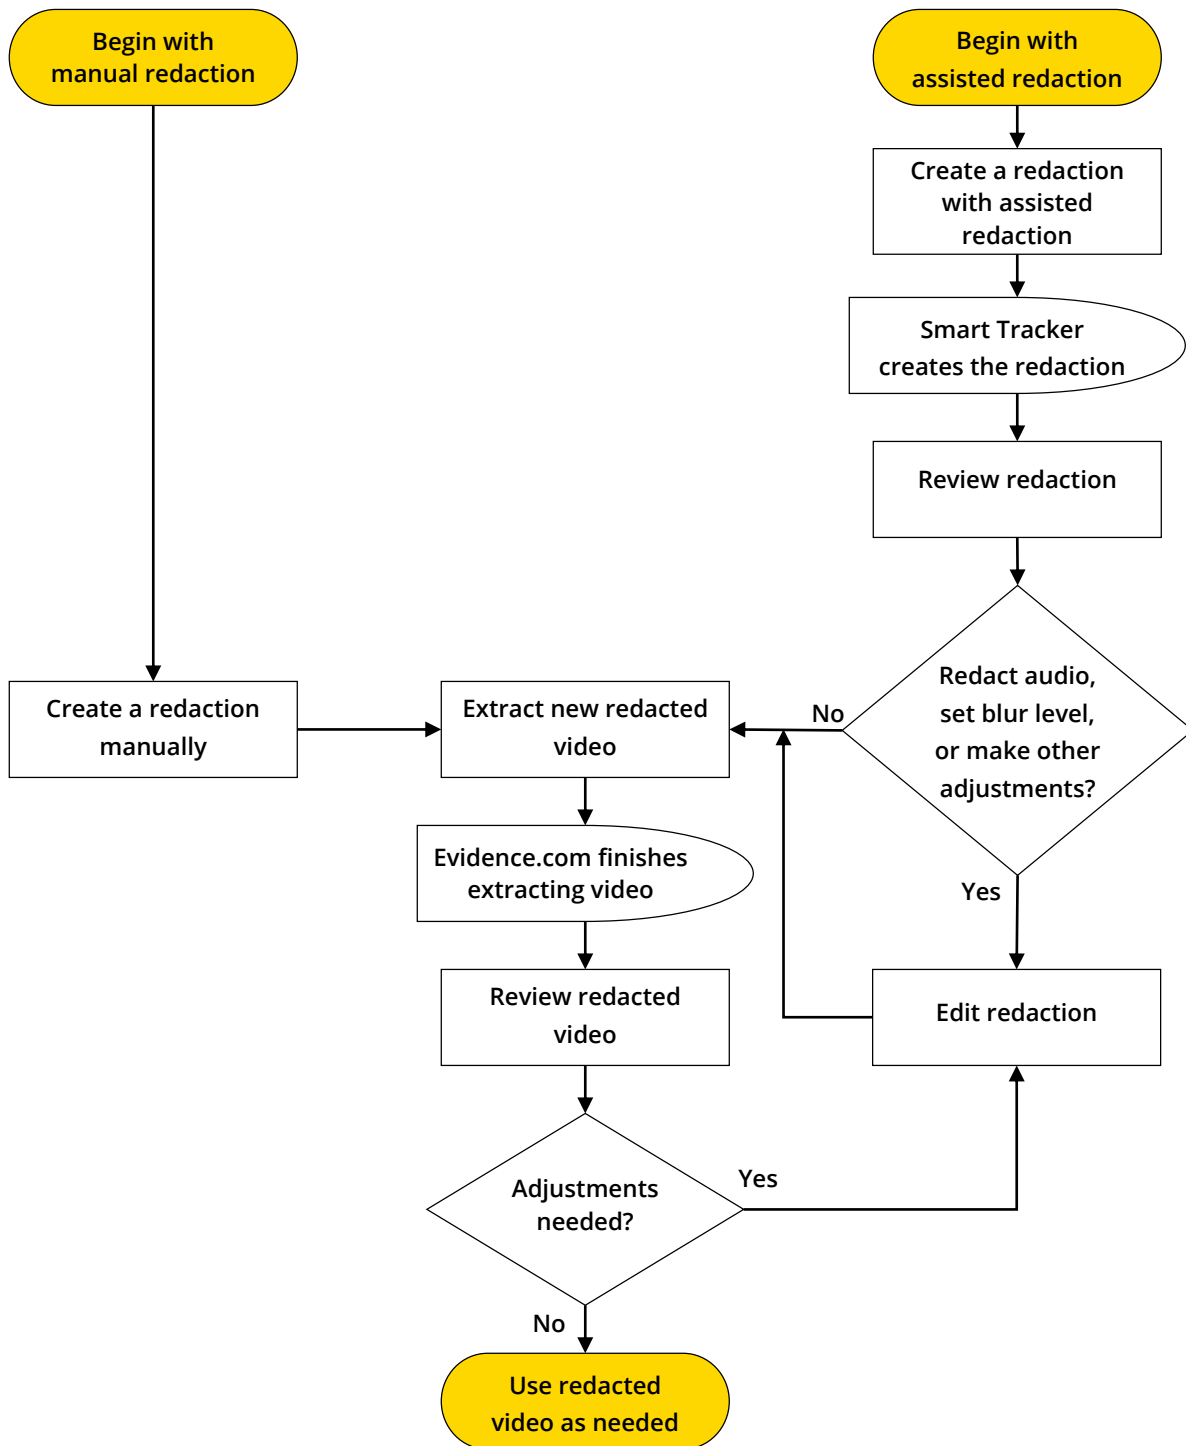 Begin with
manual redaction
Begin with
assisted redaction
Create a redaction
with assisted
redaction
Smart Tracker
creates the redaction
Review redaction
Redact audio,
set blur level,
or make other
adjustments?
No
Yes
Create a redaction
manually
Extract new redacted
video
Evidence.com finishes
extracting video
Review redacted
video
Edit redaction
Adjustments
needed?
Yes
No
Use redacted
video as needed